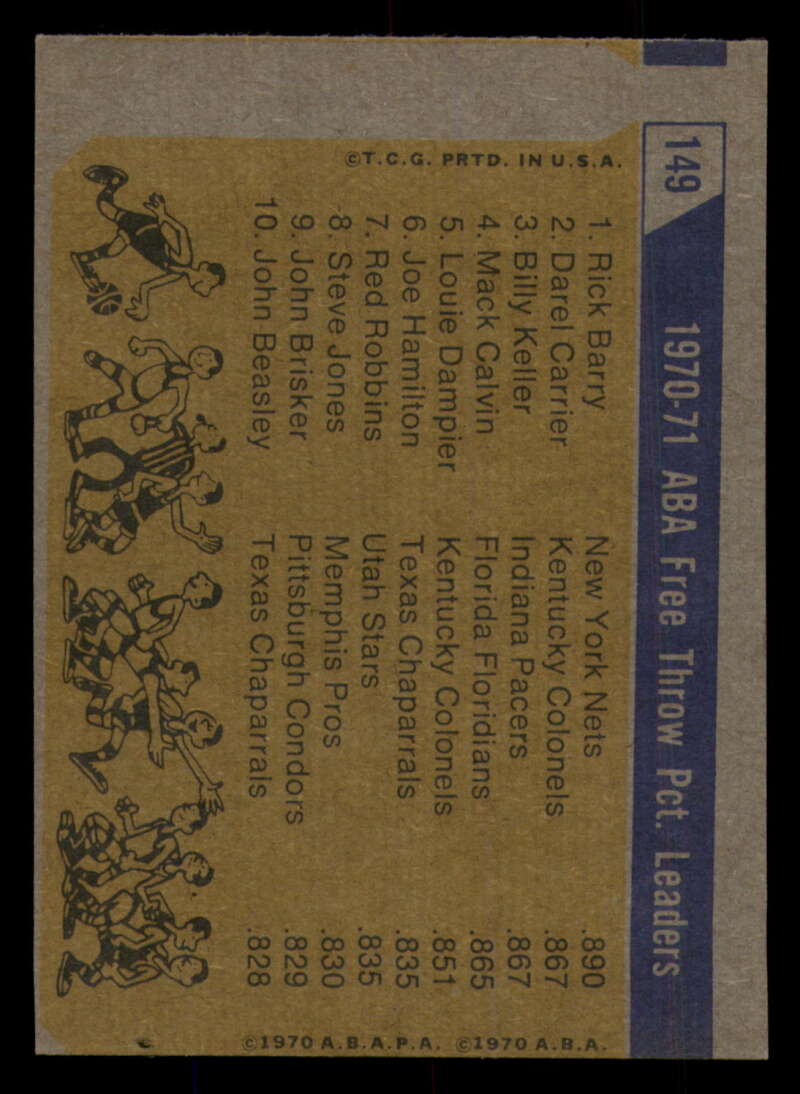 149
1970-71 ABA Free Throw Pct. Leaders
©T.C.G. PRTD. IN U.S.A.
1. Rick Barry New York Nets .890
2. Darel Carrier Kentucky Colonels .867
3. Billy Keller Indiana Pacers .867
4. Mack Calvin Florida Floridians .865
5. Louie Dampier Kentucky Colonels .851
6. Joe Hamilton Texas Chaparrals .835
7. Red Robbins Utah Stars .835
8. Steve Jones Memphis Pros .830
9. John Brisker Pittsburgh Condors .829
10. John Beasley Texas Chaparrals .828
©1970 A.B.A.P.A. ©1970 A.B.A.